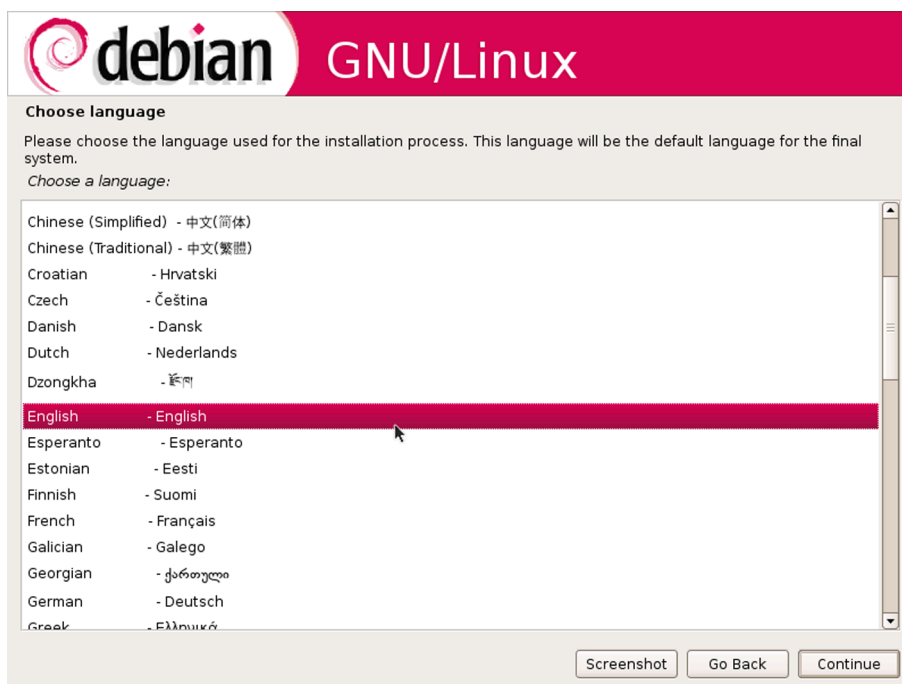 debian GNU/Linux
Choose language
Please choose the language used for the installation process. This language will be the default language for the final
system.
Choose a language:
Chinese (Simplified) - 中文(简体)
Chinese (Traditional) - 中文(繁體)
Croatian - Hrvatski
Czech - Čeština
Danish - Dansk
Dutch - Nederlands
Dzongkha - རྫོང་ཁ།
English - English
Esperanto - Esperanto
Estonian - Eesti
Finnish - Suomi
French - Français
Galician - Galego
Georgian - ქართული
German - Deutsch
Greek - Ελληνικά
Screenshot Go Back Continue